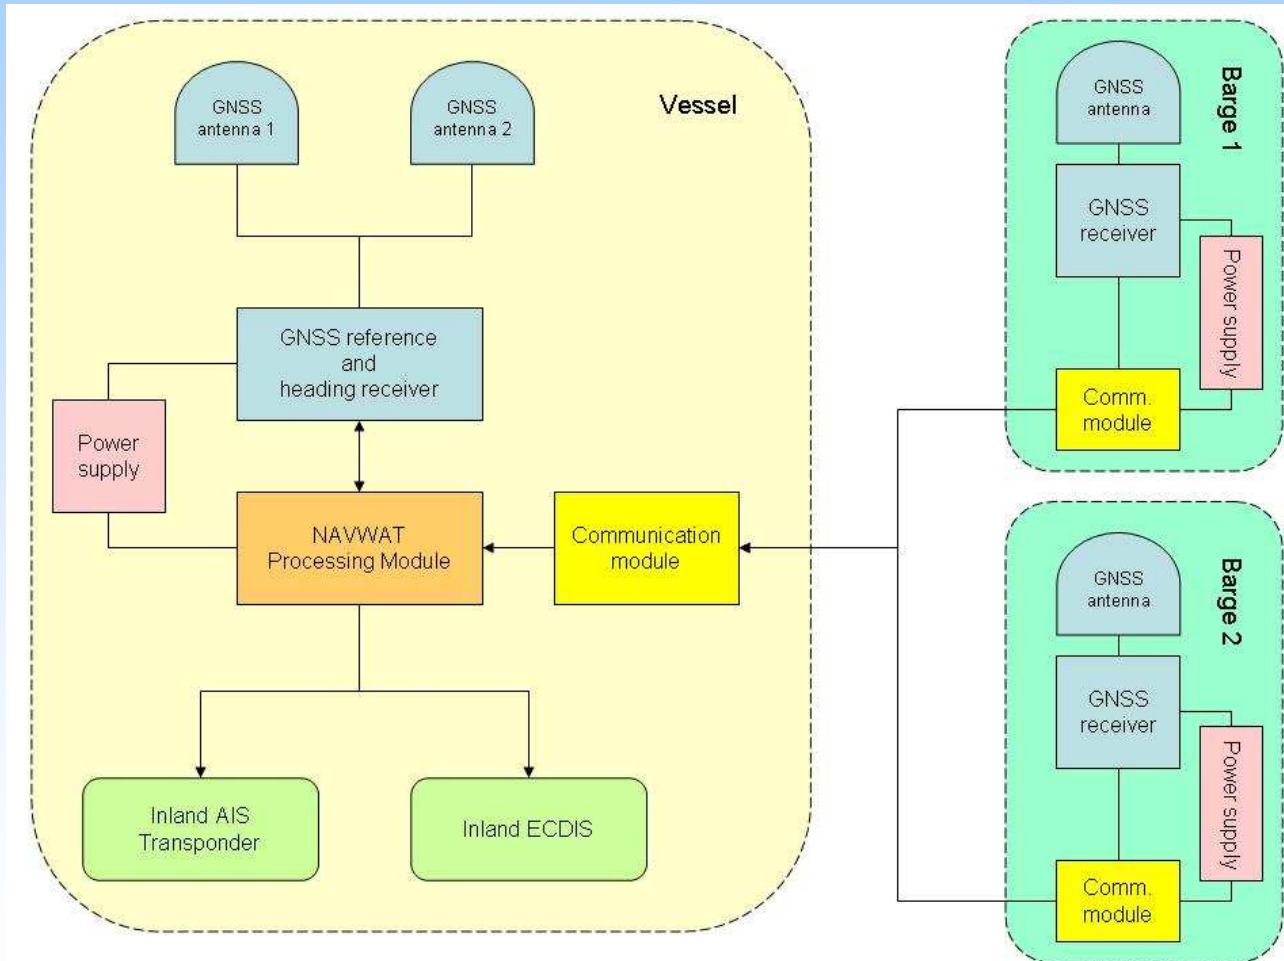 GNSS
antenna 1
GNSS
antenna 2
Vessel
GNSS reference
and
heading receiver
Power
supply
NAVWAT
Processing Module
Communication
module
Inland AIS
Transponder
Inland ECDIS
Barge 1
GNSS
antenna
GNSS
receiver
Power supply
Comm.
module
Barge 2
GNSS
antenna
GNSS
receiver
Power supply
Comm.
module